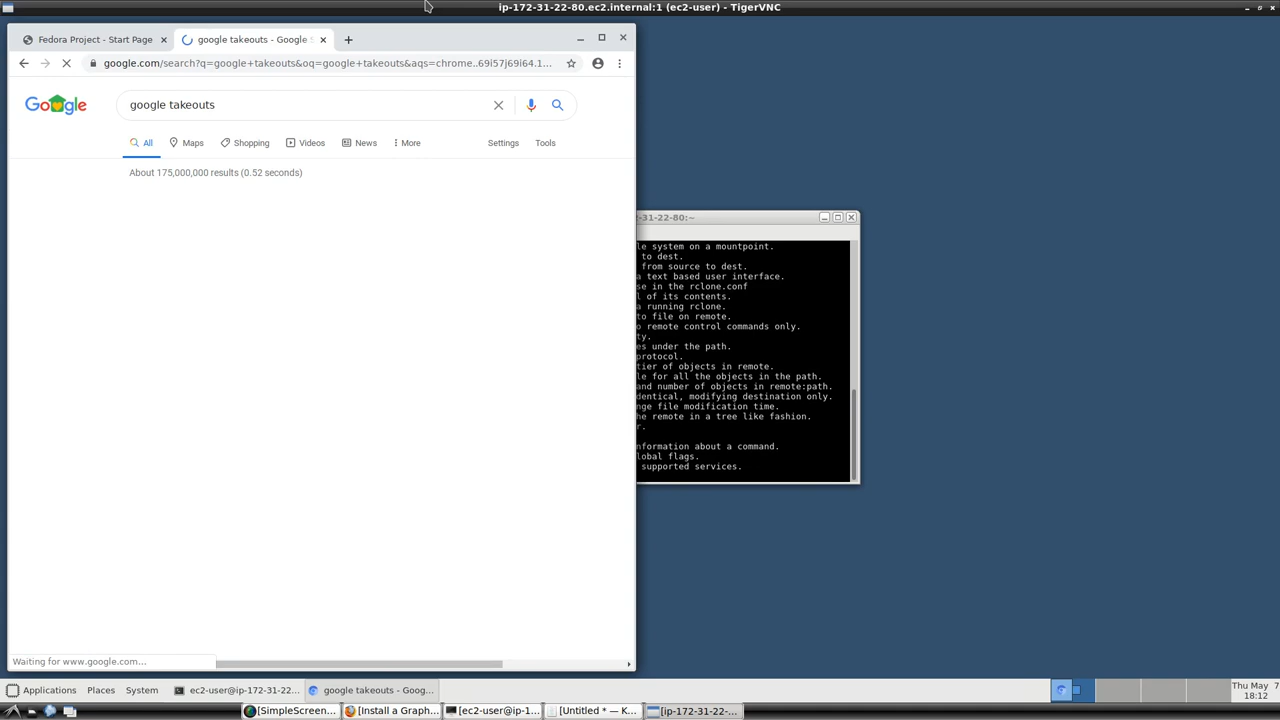 ip-172-31-22-80.ec2.internal:1 (ec2-user) - TigerVNC
Fedora Project - Start Page
google takeouts - Google S
google.com/search?q=google+takeouts&oq=google+takeouts&aqs=chrome..69i57j69i64.1...
Google
google takeouts
All
Maps
Shopping
Videos
News
More
Settings
Tools
About 175,000,000 results (0.52 seconds)
-31-22-80:~
le system on a mountpoint.
to dest.
from source to dest.
a text based user interface.
se in the rclone.conf
l of its contents.
a running rclone.
to file on remote.
o remote control commands only.
ty.
es under the path.
protocol.
tier of objects in remote.
le for all the objects in the path.
and number of objects in remote:path.
dentical, modifying destination only.
nge file modification time.
he remote in a tree like fashion.
r.
nformation about a command.
lobal flags.
supported services.
Waiting for www.google.com...
Applications
Places
System
ec2-user@ip-172-31-22...
google takeouts - Goog...
Thu May 7
18:12
[SimpleScreen...
[Install a Graph...
[ec2-user@ip-1...
[Untitled * — K...
[ip-172-31-22-...